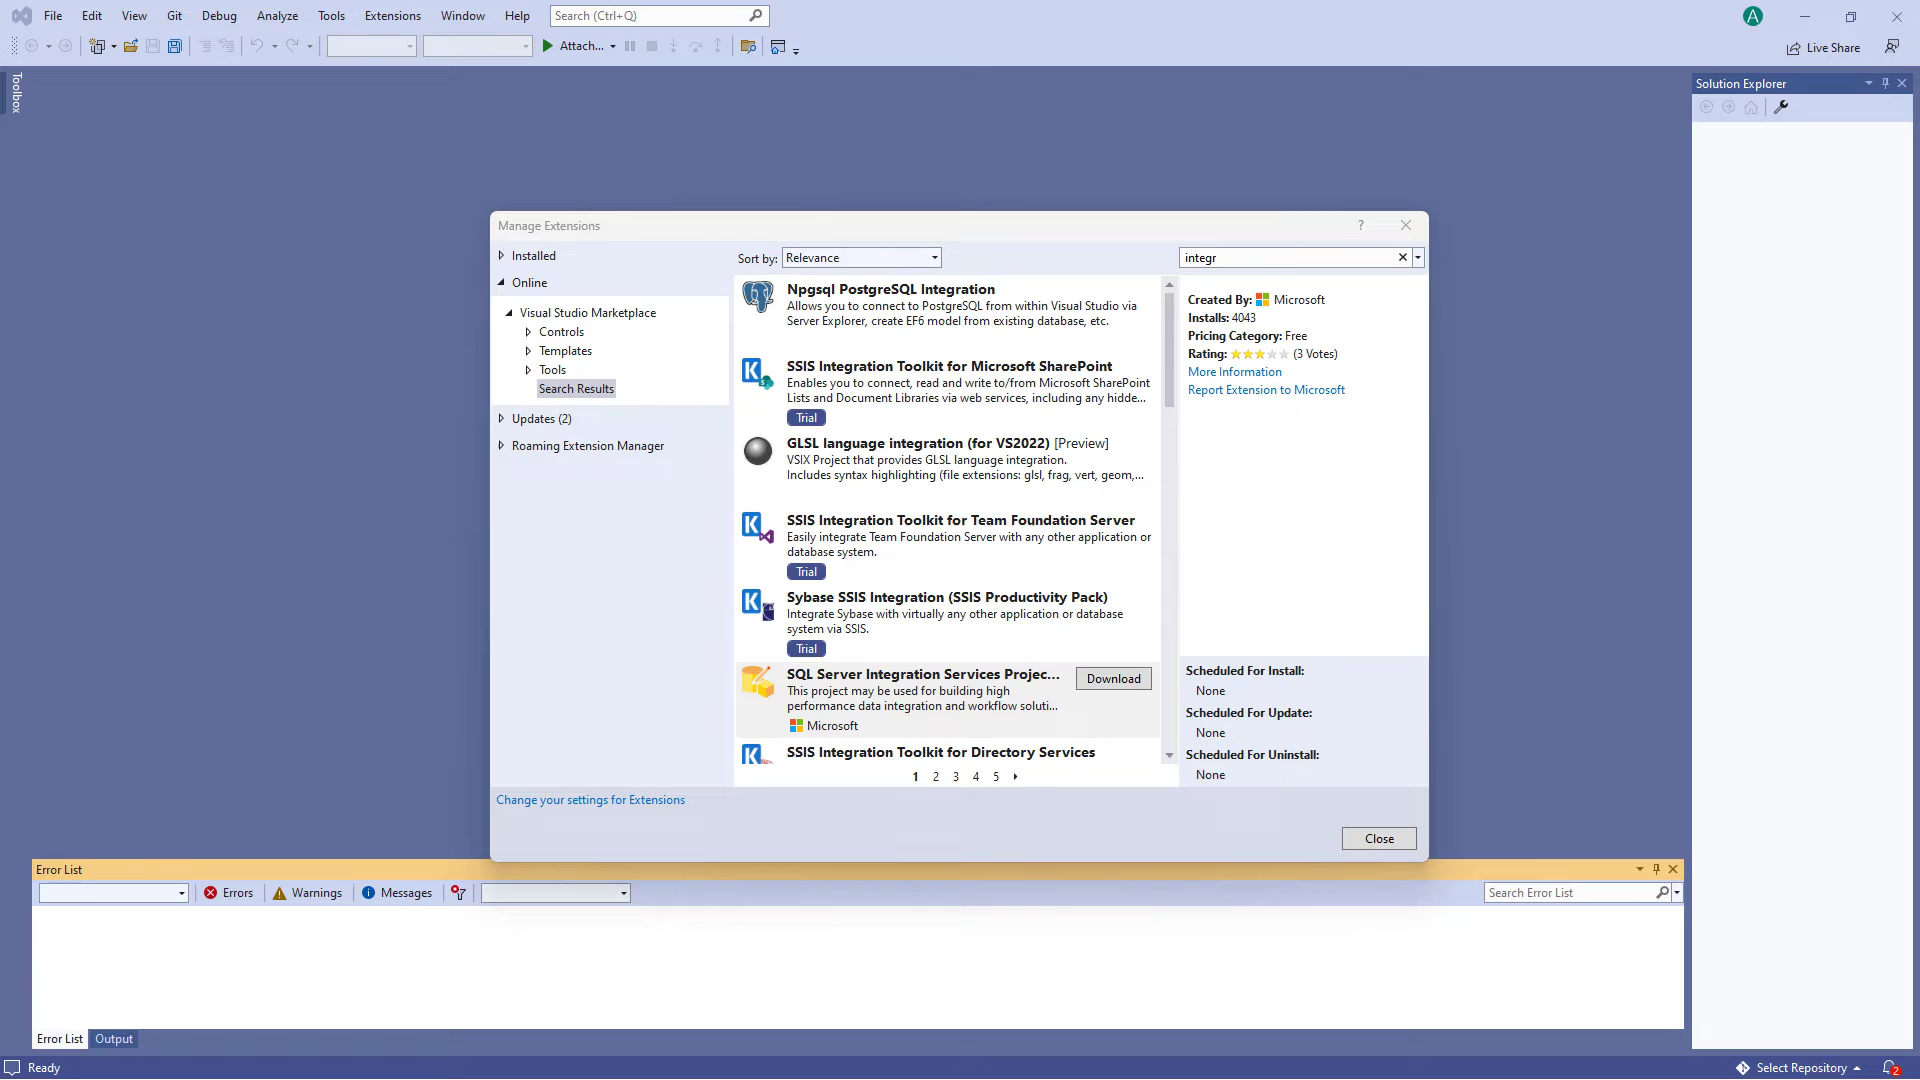 File Edit View Git Debug Analyze Tools Extensions Window Help Search (Ctrl+Q)
A
Attach...
Live Share
Toolbox
Solution Explorer
Manage Extensions
?
Installed
Online
Visual Studio Marketplace
Controls
Templates
Tools
Search Results
Updates (2)
Roaming Extension Manager
Sort by: Relevance
integr
Npgsql PostgreSQL Integration
Allows you to connect to PostgreSQL from within Visual Studio via
Server Explorer, create EF6 model from existing database, etc.
SSIS Integration Toolkit for Microsoft SharePoint
Enables you to connect, read and write to/from Microsoft SharePoint
Lists and Document Libraries via web services, including any hidde...
Trial
GLSL language integration (for VS2022) [Preview]
VSIX Project that provides GLSL language integration.
Includes syntax highlighting (file extensions: glsl, frag, vert, geom,...
SSIS Integration Toolkit for Team Foundation Server
Easily integrate Team Foundation Server with any other application or
database system.
Trial
Sybase SSIS Integration (SSIS Productivity Pack)
Integrate Sybase with virtually any other application or database
system via SSIS.
Trial
SQL Server Integration Services Projec...
Download
This project may be used for building high
performance data integration and workflow soluti...
Microsoft
SSIS Integration Toolkit for Directory Services
1 2 3 4 5
Created By: Microsoft
Installs: 4043
Pricing Category: Free
Rating: (3 Votes)
More Information
Report Extension to Microsoft
Scheduled For Install:
None
Scheduled For Update:
None
Scheduled For Uninstall:
None
Change your settings for Extensions
Close
Error List
Errors Warnings Messages
Search Error List
Error List Output
Ready
Select Repository
2